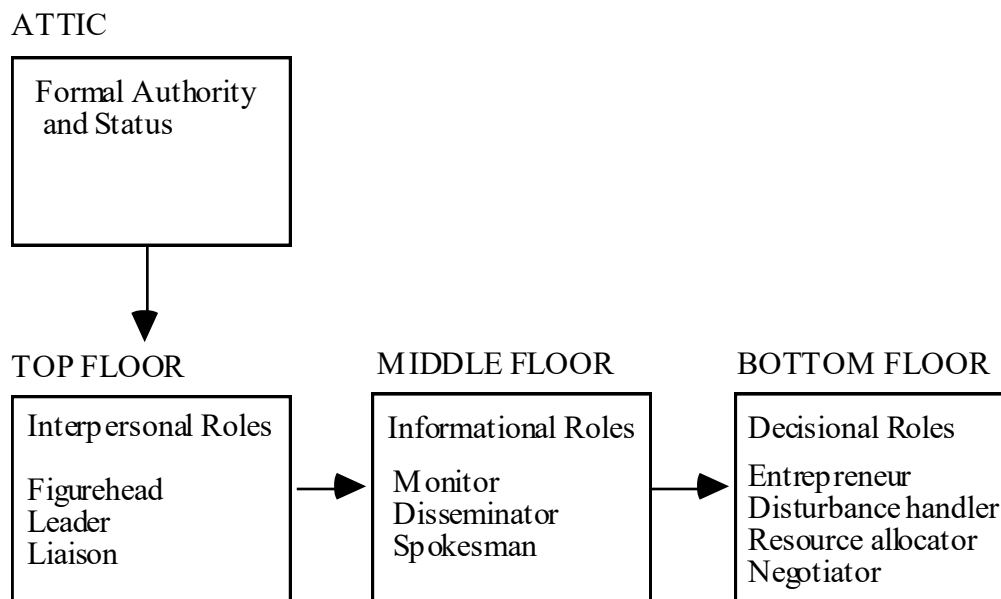 ATTIC
Formal Authority
and Status
TOP FLOOR
Interpersonal Roles
Figurehead
Leader
Liaison
MIDDLE FLOOR
Informational Roles
Monitor
Disseminator
Spokesman
BOTTOM FLOOR
Decisional Roles
Entrepreneur
Disturbance handler
Resource allocator
Negotiator